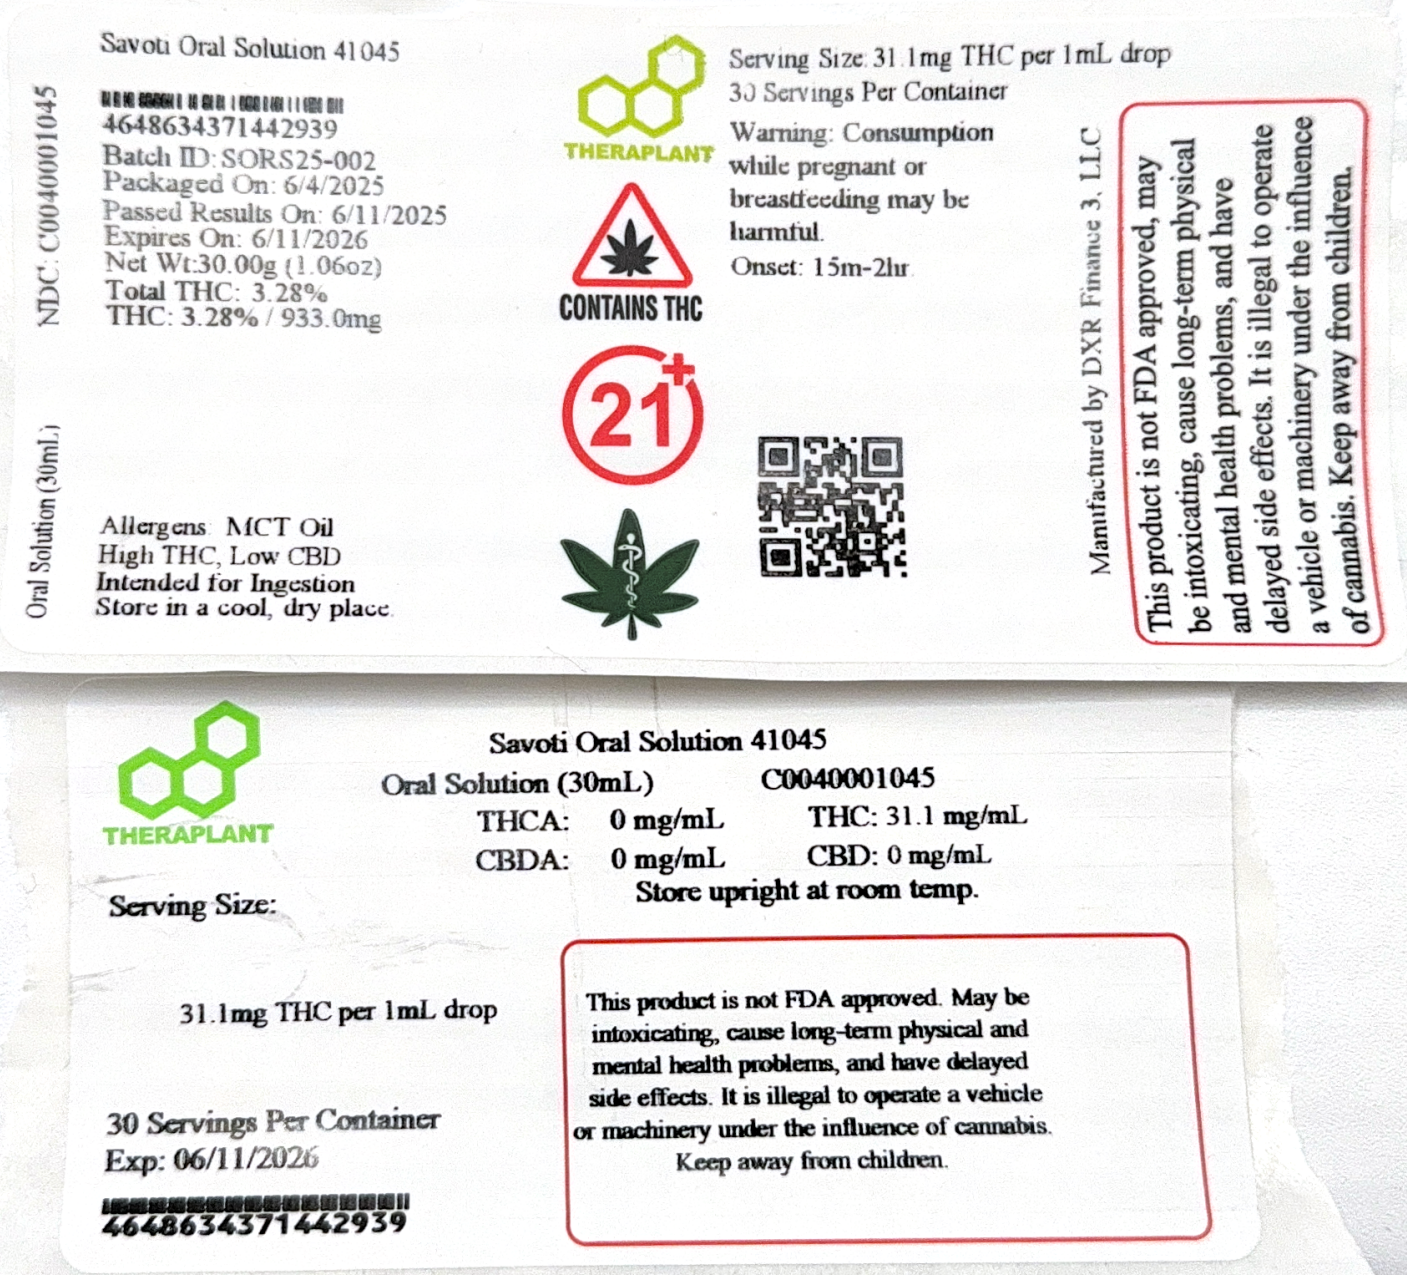 Savoti Oral Solution 41045
4648634371442939
Batch ID: SORS25-002
Packaged On: 6/4/2025
Passed Results On: 6/11/2025
Expires On: 6/11/2026
Net Wt:30.00g (1.06oz)
Total THC: 3.28%
THC: 3.28% / 933.0mg
Allergens: MCT Oil
High THC, Low CBD
Intended for Ingestion
Store in a cool, dry place.
NDC: C0040001045
Oral Solution (30mL)
THERAPLANT
CONTAINS THC
21+
Serving Size: 31.1mg THC per 1mL drop
30 Servings Per Container
Warning: Consumption
while pregnant or
breastfeeding may be
harmful.
Onset: 15m-2hr
Manufactured by DXR Finance 3, LLC
This product is not FDA approved, may
be intoxicating, cause long-term physical
and mental health problems, and have
delayed side effects. It is illegal to operate
a vehicle or machinery under the influence
of cannabis. Keep away from children.
THERAPLANT
Savoti Oral Solution 41045
Oral Solution (30mL) C0040001045
THCA: 0 mg/mL THC: 31.1 mg/mL
CBDA: 0 mg/mL CBD: 0 mg/mL
Store upright at room temp.
Serving Size:
31.1mg THC per 1mL drop
30 Servings Per Container
Exp: 06/11/2026
4648634371442939
This product is not FDA approved. May be
intoxicating, cause long-term physical and
mental health problems, and have delayed
side effects. It is illegal to operate a vehicle
or machinery under the influence of cannabis.
Keep away from children.